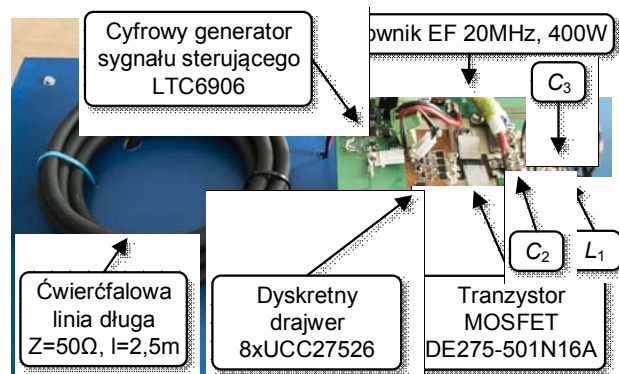 Cyfrowy generator
sygnału sterującego
LTC6906
ownik EF 20MHz, 400W
C₃
C₂
L₁
Ćwierćfalowa
linia długa
Z=50Ω, l=2,5m
Dyskretny
drajwer
8xUCC27526
Tranzystor
MOSFET
DE275-501N16A